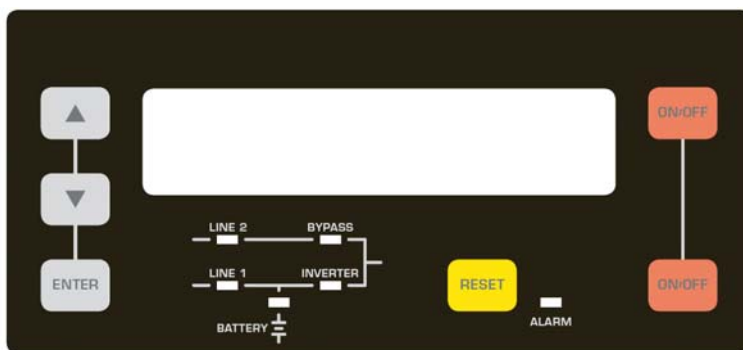 ON/OFF
LINE 2 BYPASS
LINE 1 INVERTER
ENTER RESET ON/OFF
BATTERY ALARM